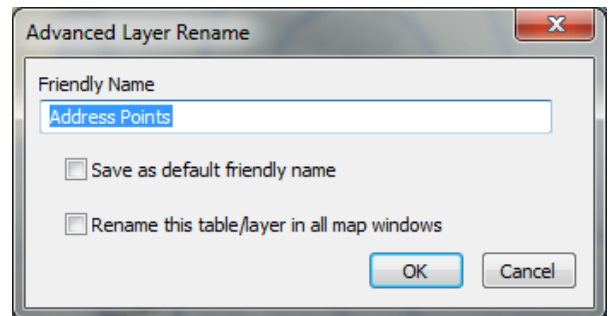 Advanced Layer Rename
Friendly Name
Address Points
Save as default friendly name
Rename this table/layer in all map windows
OK Cancel